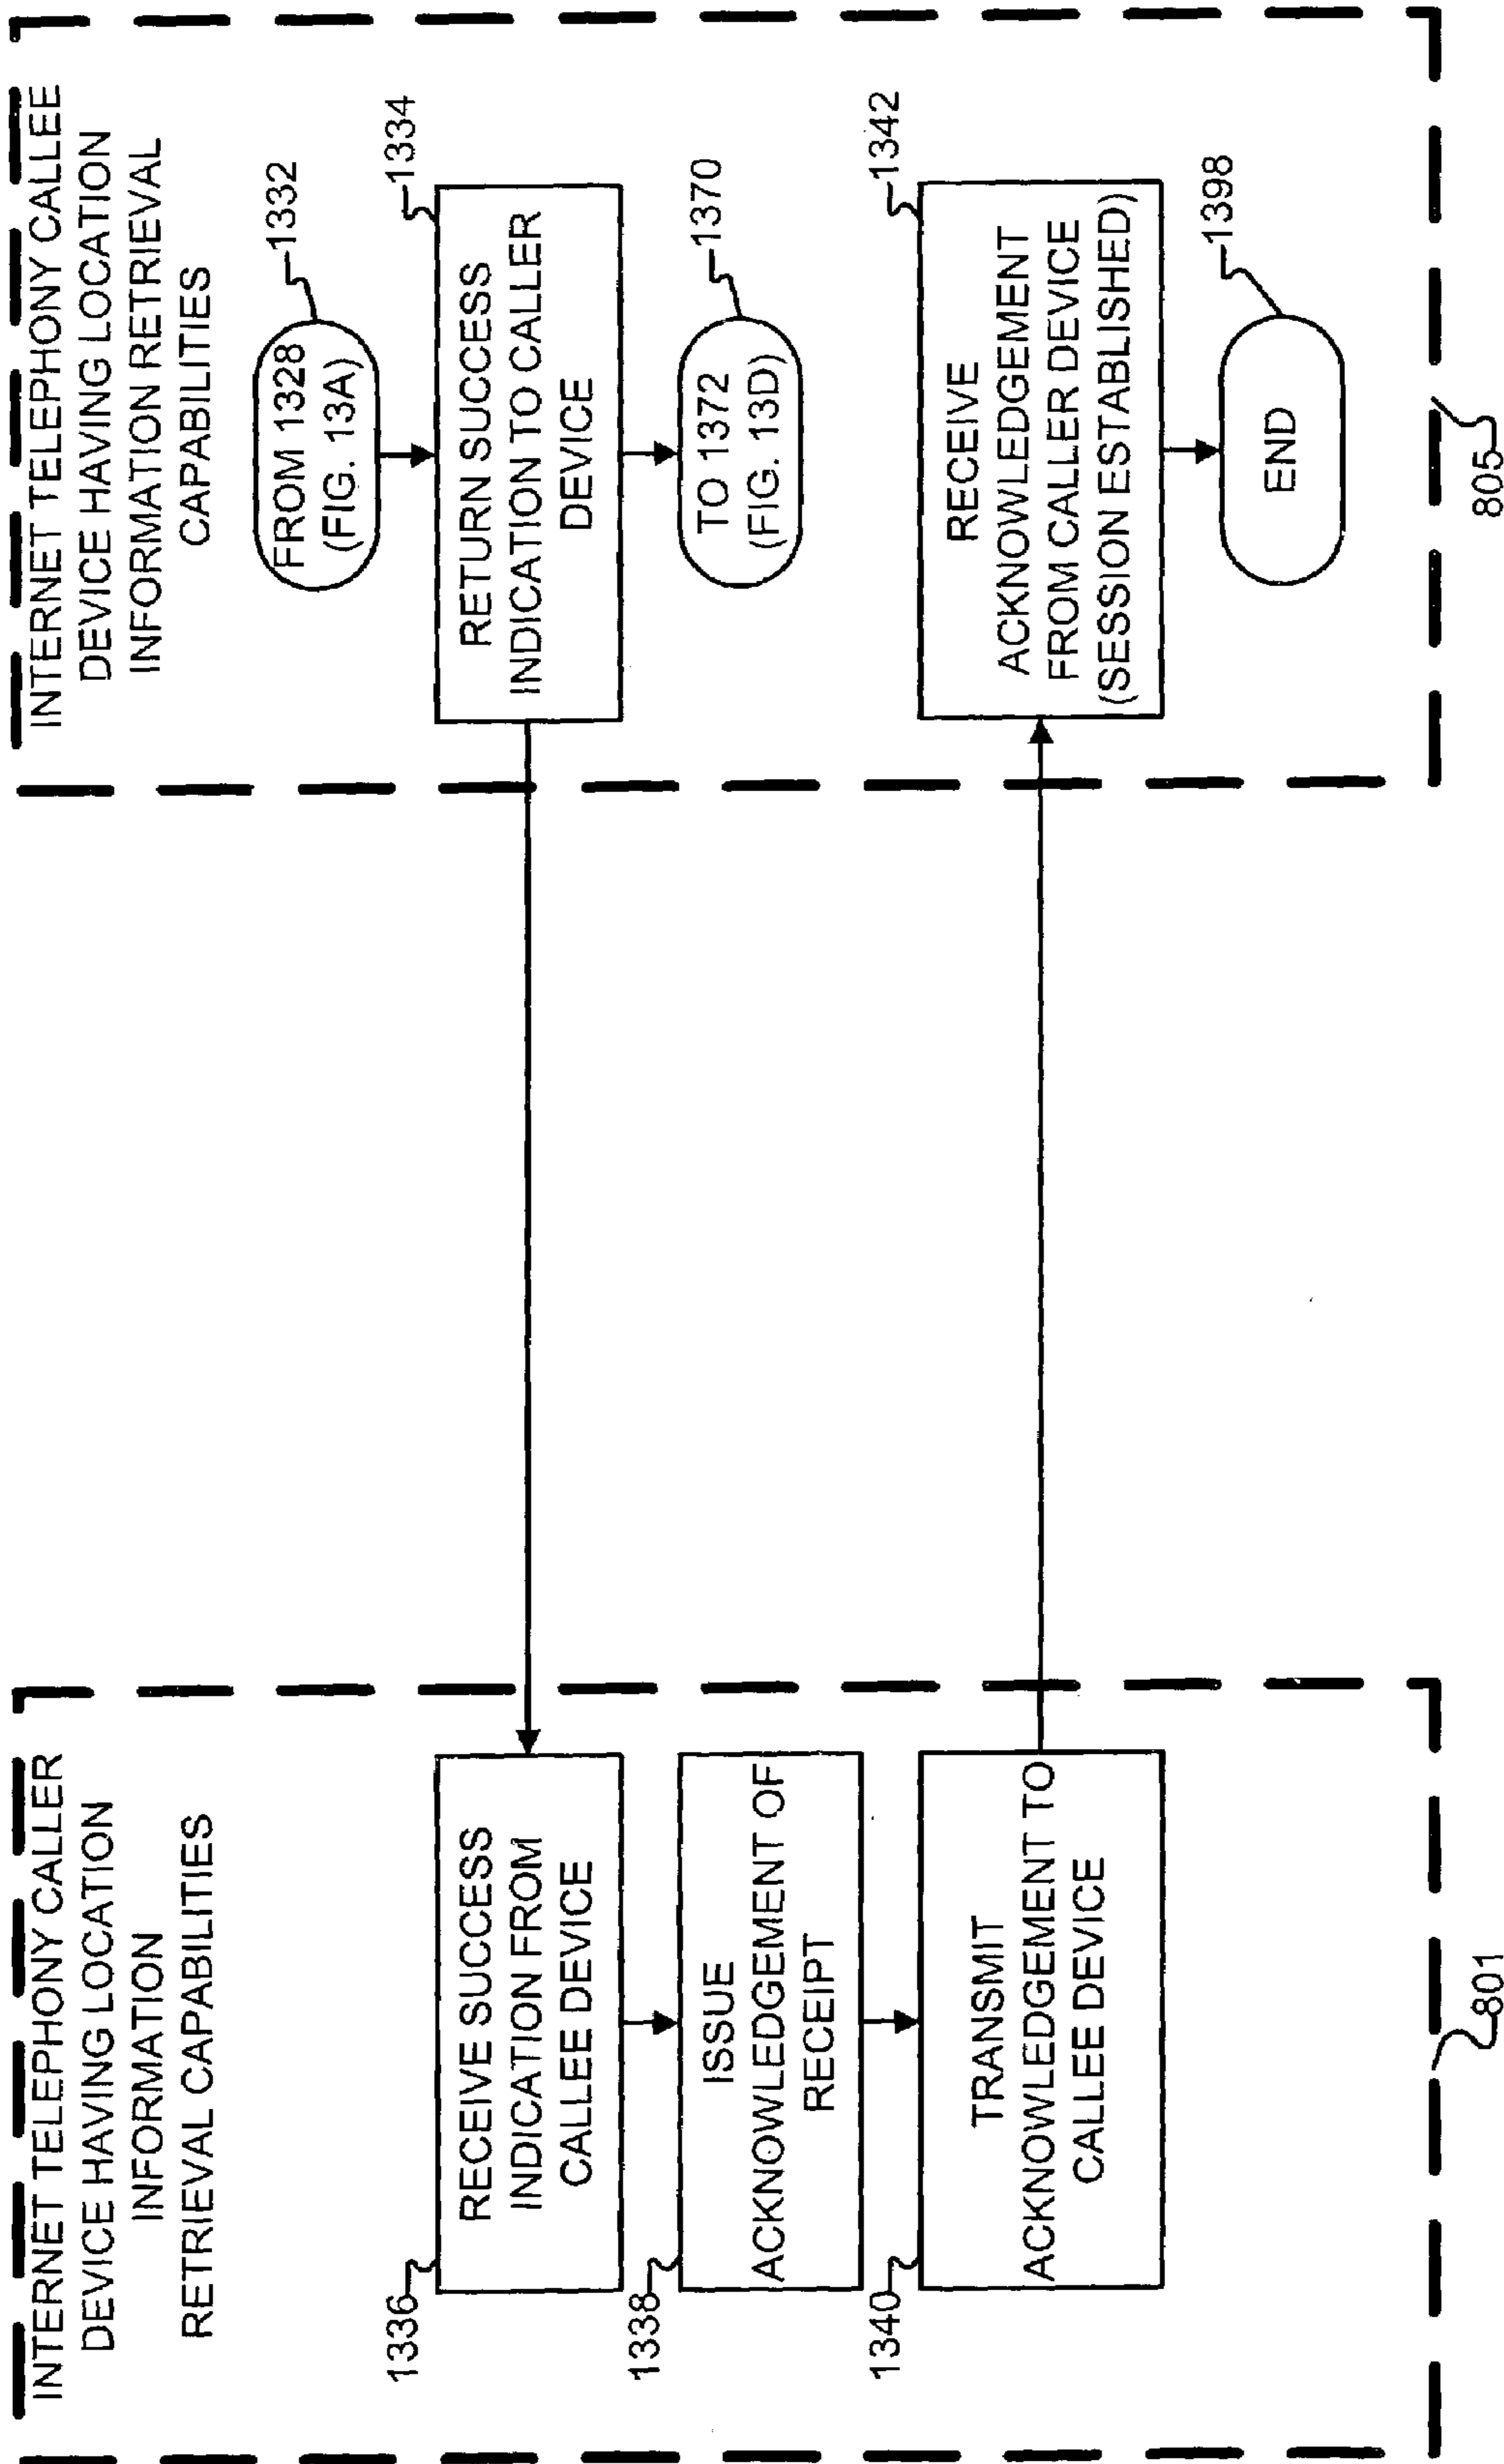 INTERNET TELEPHONY CALLER
DEVICE HAVING LOCATION
INFORMATION
RETRIEVAL CAPABILITIES
1336
RECEIVE SUCCESS
INDICATION FROM
CALLEE DEVICE
1338
ISSUE
ACKNOWLEDGEMENT OF
RECEIPT
1340
TRANSMIT
ACKNOWLEDGEMENT TO
CALLEE DEVICE
801
INTERNET TELEPHONY CALLEE
DEVICE HAVING LOCATION
INFORMATION RETRIEVAL
CAPABILITIES
FROM 1328
(FIG. 13A)
1332
RETURN SUCCESS
INDICATION TO CALLER
DEVICE
1334
TO 1372
(FIG. 13D)
1370
RECEIVE
ACKNOWLEDGEMENT
FROM CALLER DEVICE
(SESSION ESTABLISHED)
1342
END
1398
805